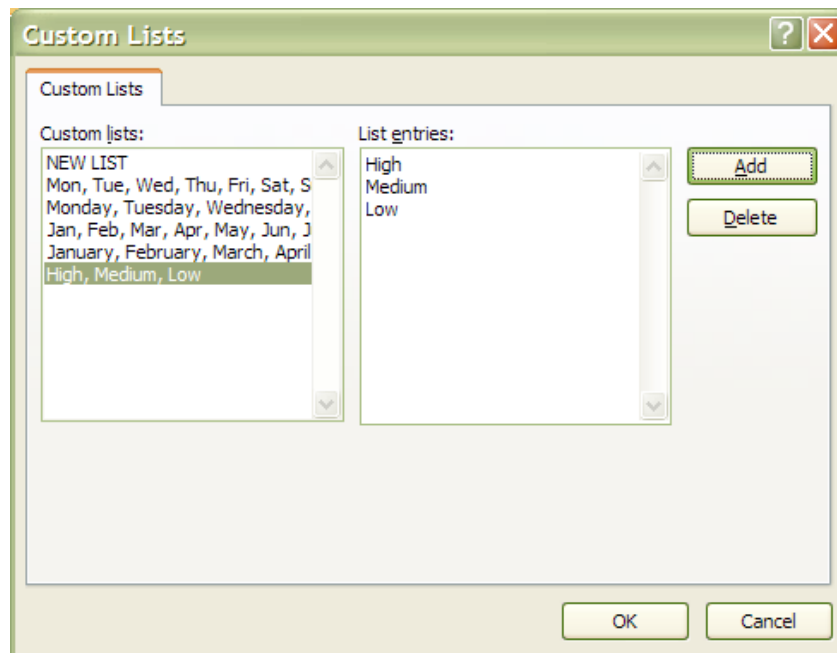 Custom Lists
Custom Lists
Custom lists:
NEW LIST
Mon, Tue, Wed, Thu, Fri, Sat, S
Monday, Tuesday, Wednesday,
Jan, Feb, Mar, Apr, May, Jun, J
January, February, March, April
High, Medium, Low
List entries:
High
Medium
Low
Add
Delete
OK
Cancel